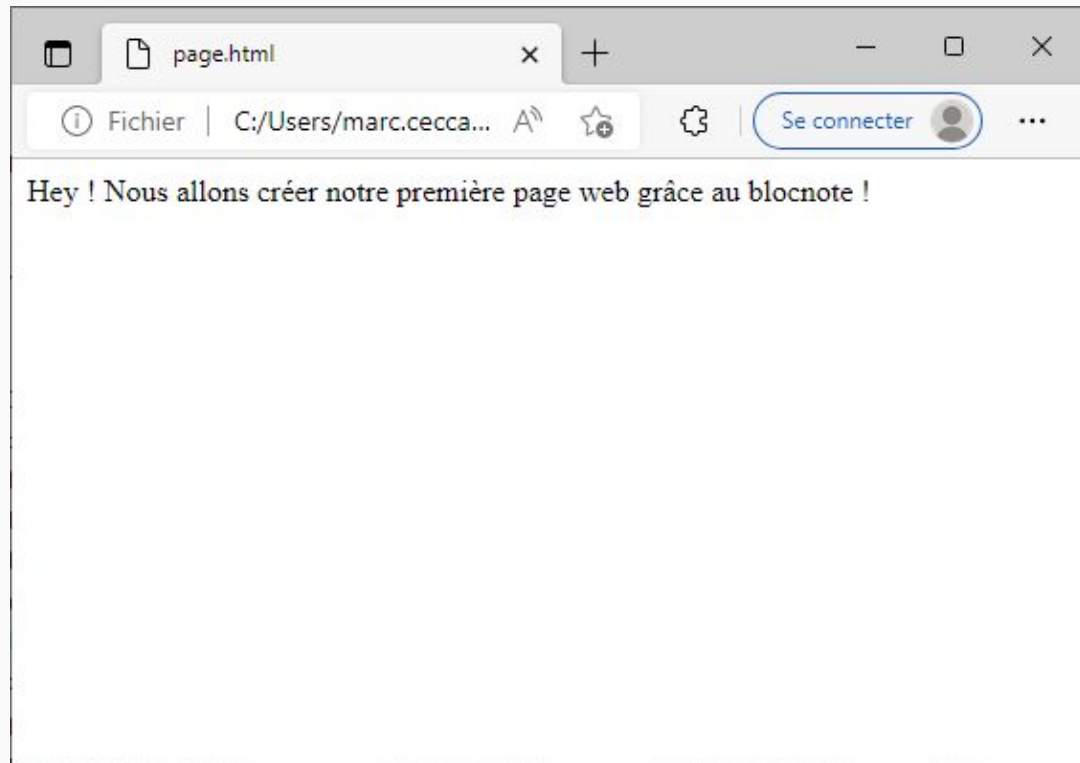 page.html
Fichier C:/Users/marc.cecca... Se connecter
Hey ! Nous allons créer notre première page web grâce au blocnote !